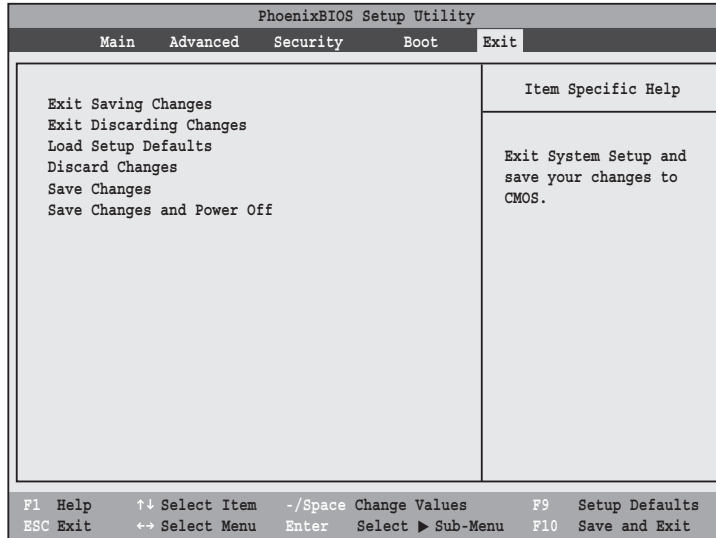 PhoenixBIOS Setup Utility
Main Advanced Security Boot Exit
Exit Saving Changes
Exit Discarding Changes
Load Setup Defaults
Discard Changes
Save Changes
Save Changes and Power Off
Item Specific Help
Exit System Setup and
save your changes to
CMOS.
F1 Help ↑↓ Select Item -/Space Change Values F9 Setup Defaults
ESC Exit ←→ Select Menu Enter Select ▶ Sub-Menu F10 Save and Exit